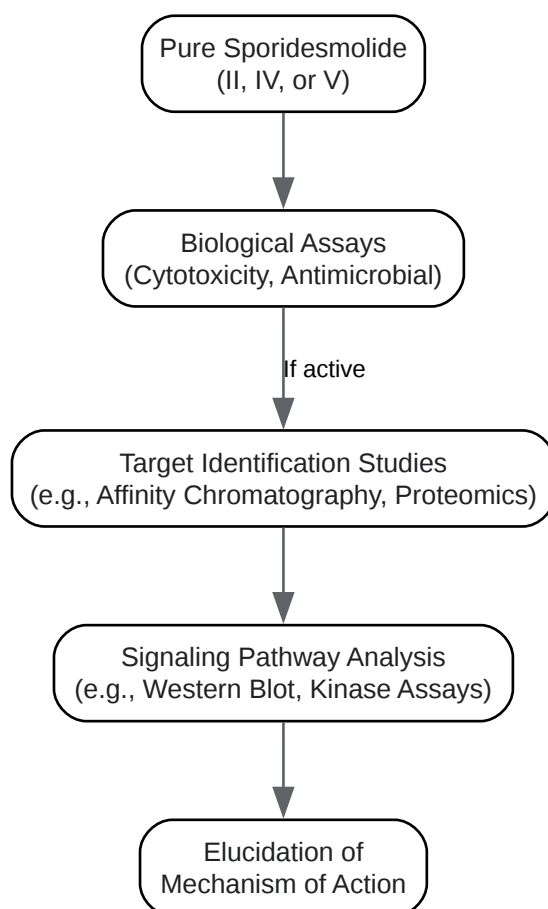 Pure Sporidesmolide
(II, IV, or V)
Biological Assays
(Cytotoxicity, Antimicrobial)
If active
Target Identification Studies
(e.g., Affinity Chromatography, Proteomics)
Signaling Pathway Analysis
(e.g., Western Blot, Kinase Assays)
Elucidation of
Mechanism of Action